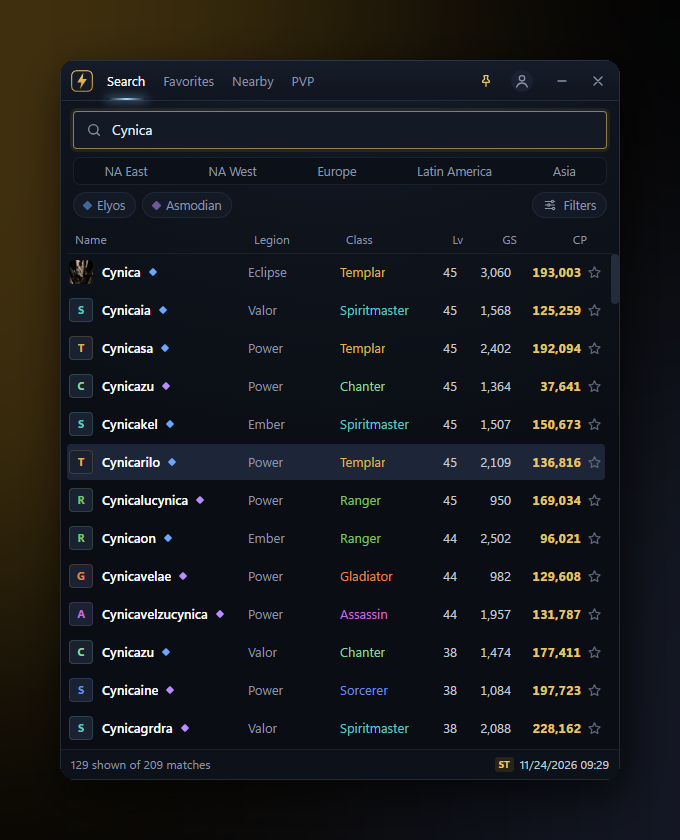 Search Favorites Nearby PVP
Cynica
NA East NA West Europe Latin America Asia
Elyos Asmodian Filters
Name Legion Class Lv GS CP
Cynica Eclipse Templar 45 3,060 193,003
S Cynicaia Valor Spiritmaster 45 1,568 125,259
T Cynicasa Power Templar 45 2,402 192,094
C Cynicazu Power Chanter 45 1,364 37,641
S Cynicakel Ember Spiritmaster 45 1,507 150,673
T Cynicarilo Power Templar 45 2,109 136,816
R Cynicalucynica Power Ranger 45 950 169,034
R Cynicaon Ember Ranger 44 2,502 96,021
G Cynicavelae Power Gladiator 44 982 129,608
A Cynicavelzucynica Power Assassin 44 1,957 131,787
C Cynicazu Valor Chanter 38 1,474 177,411
S Cynicaine Power Sorcerer 38 1,084 197,723
S Cynicagrdra Valor Spiritmaster 38 2,088 228,162
129 shown of 209 matches ST 11/24/2026 09:29